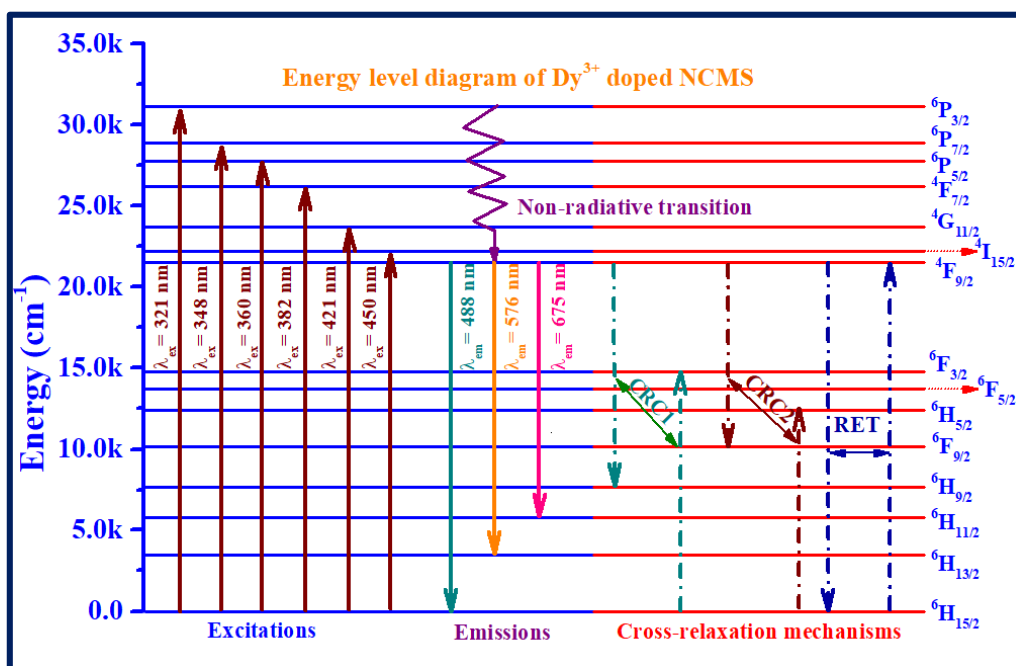 Energy level diagram of Dy³⁺ doped NCMS
Energy (cm⁻¹)
35.0k
30.0k
25.0k
20.0k
15.0k
10.0k
5.0k
0.0
λex = 321 nm
λex = 348 nm
λex = 360 nm
λex = 382 nm
λex = 421 nm
λex = 450 nm
Non-radiative transition
λem = 488 nm
λem = 576 nm
λem = 675 nm
CRC1
CRC2
RET
⁶P3/2
⁶P7/2
⁶P5/2
⁴F7/2
⁴G11/2
⁴I15/2
⁴F9/2
⁶F3/2
⁶F5/2
⁶H5/2
⁶F9/2
⁶H9/2
⁶H11/2
⁶H13/2
⁶H15/2
Excitations
Emissions
Cross-relaxation mechanisms